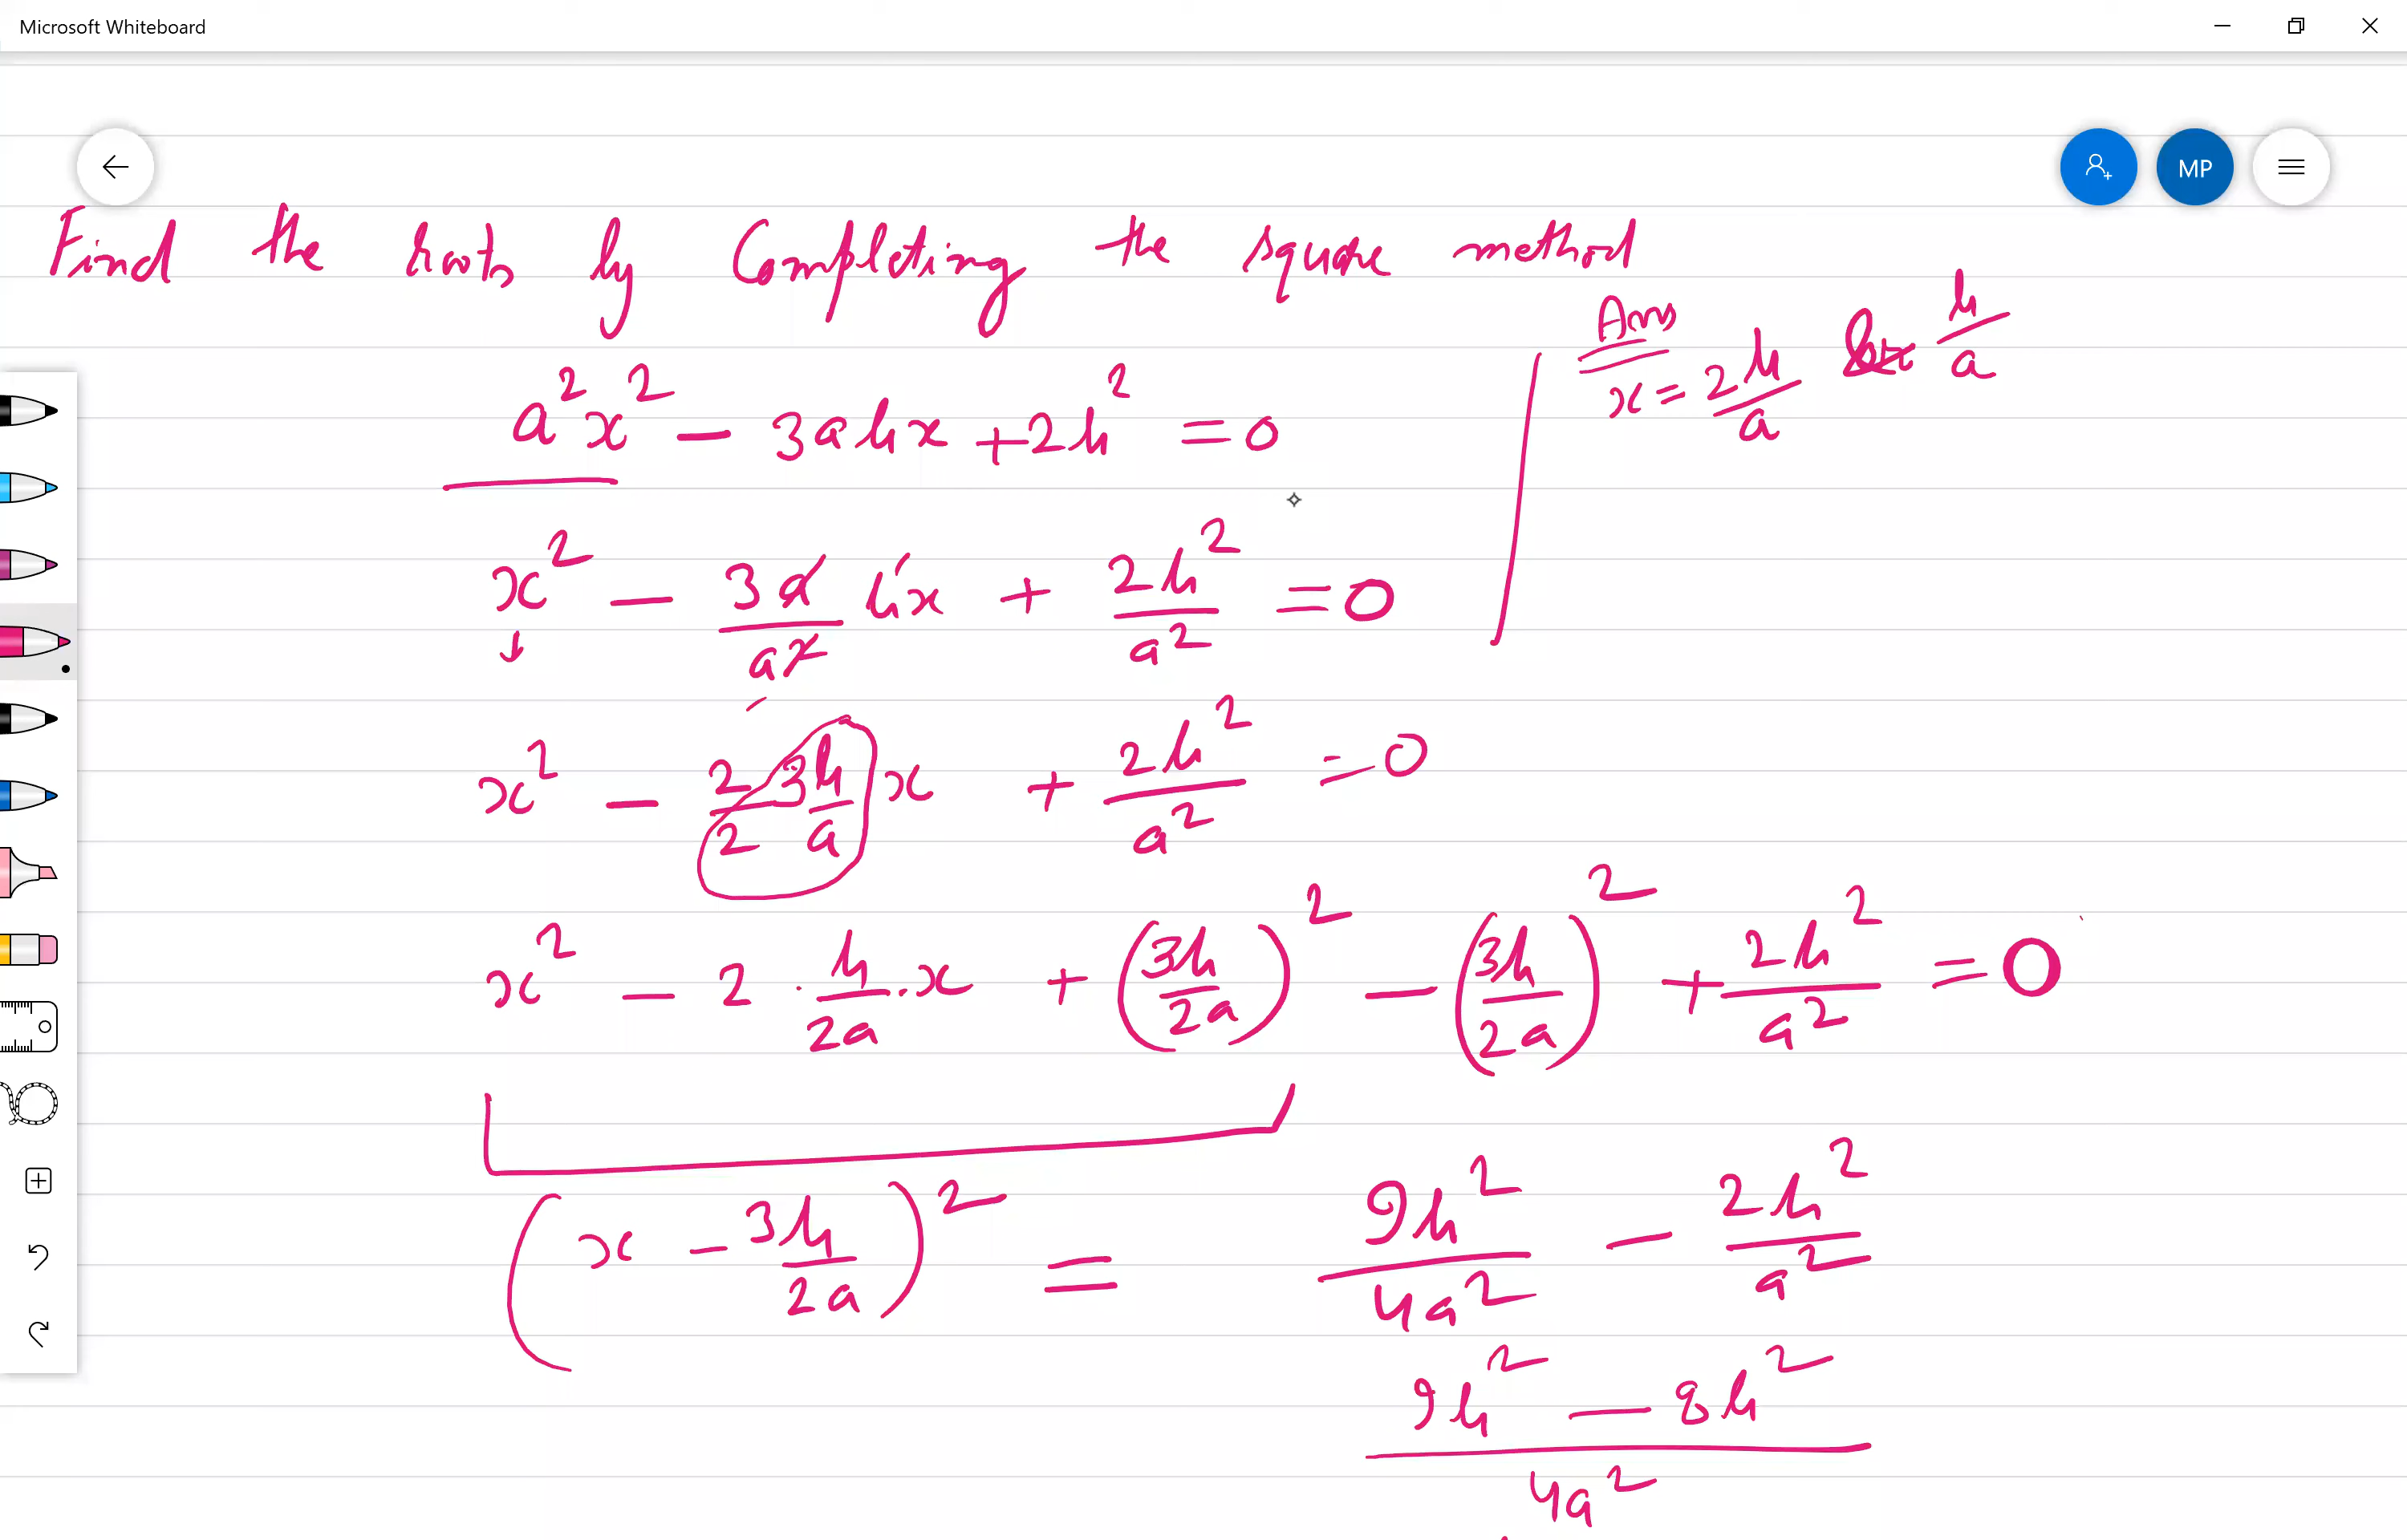 Microsoft Whiteboard
MP
Find the roots by Completing the square method
Ans
x = 2b/a or b/a
a²x² - 3abx + 2b² = 0
x² - 3a/a² bx + 2b²/a² = 0
x² - 2/2 3b/a x + 2b²/a² = 0
x² - 2 · b/2a · x + (3b/2a)² - (3b/2a)² + 2b²/a² = 0
(x - 3b/2a)² = 9b²/4a² - 2b²/a²
9b² - 8b²/4a²